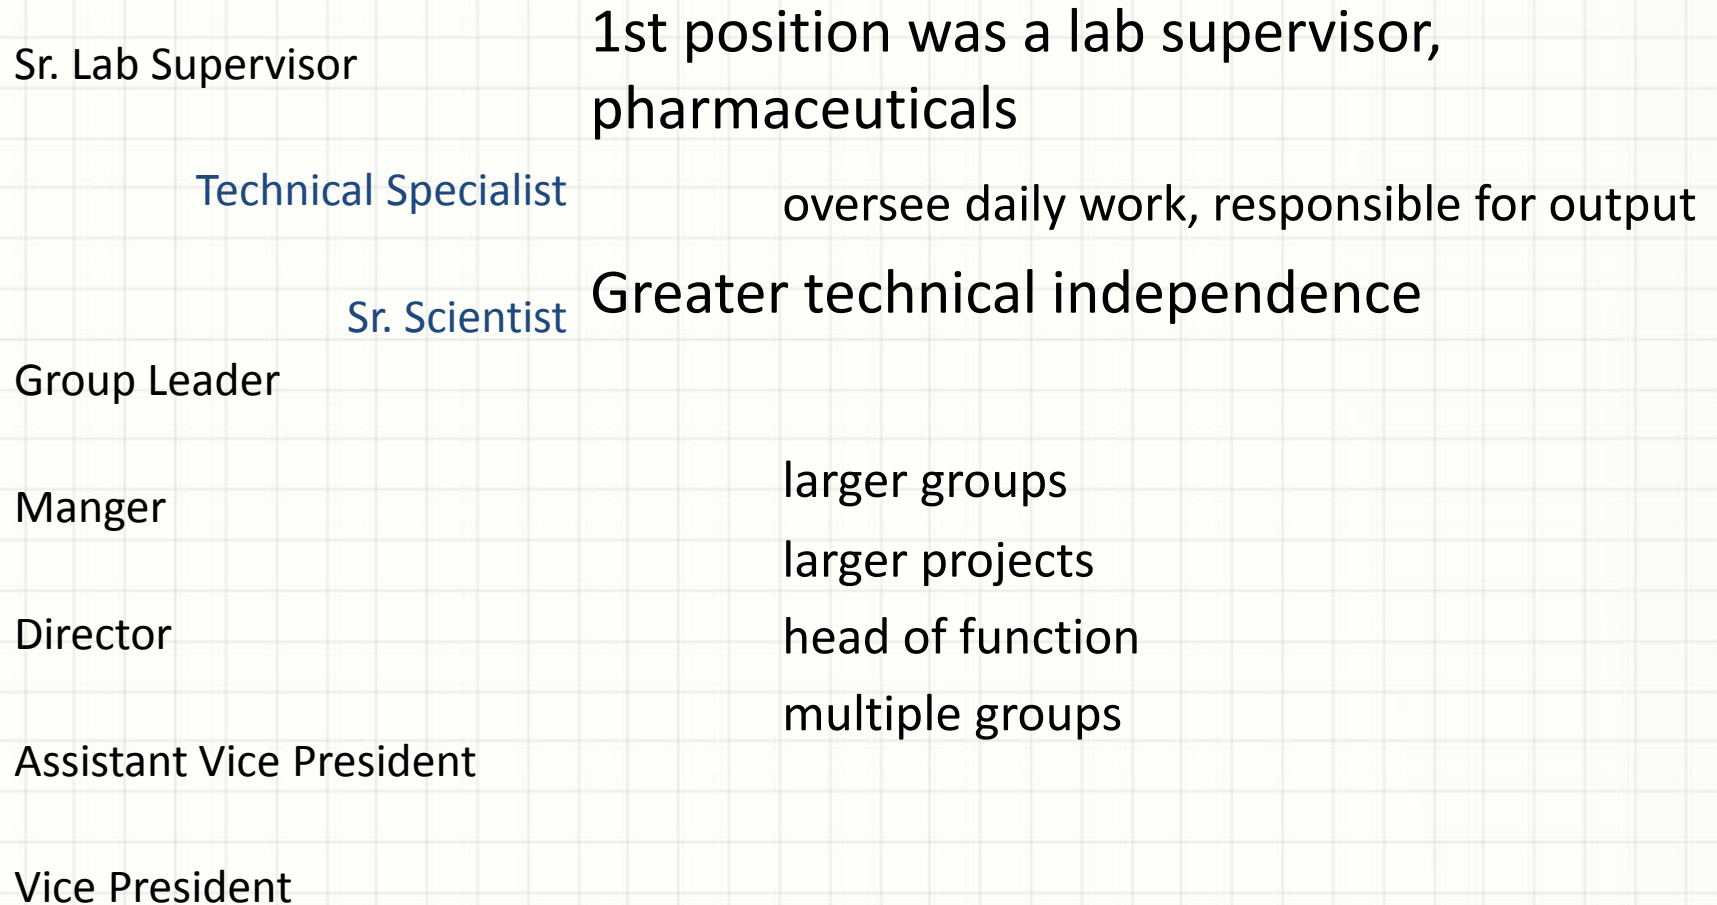 Sr. Lab Supervisor
Technical Specialist
Sr. Scientist
Group Leader
Manger
Director
Assistant Vice President
Vice President
1st position was a lab supervisor,
pharmaceuticals
oversee daily work, responsible for output
Greater technical independence
larger groups
larger projects
head of function
multiple groups